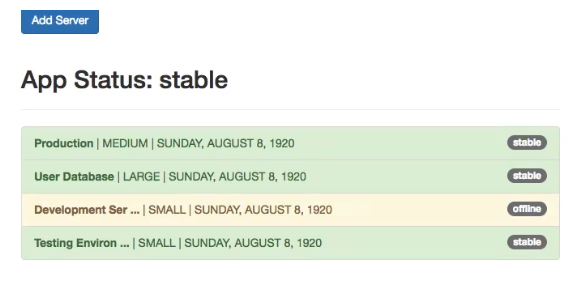 Add Server
App Status: stable
Production | MEDIUM | SUNDAY, AUGUST 8, 1920 stable
User Database | LARGE | SUNDAY, AUGUST 8, 1920 stable
Development Ser ... | SMALL | SUNDAY, AUGUST 8, 1920 offline
Testing Environ ... | SMALL | SUNDAY, AUGUST 8, 1920 stable